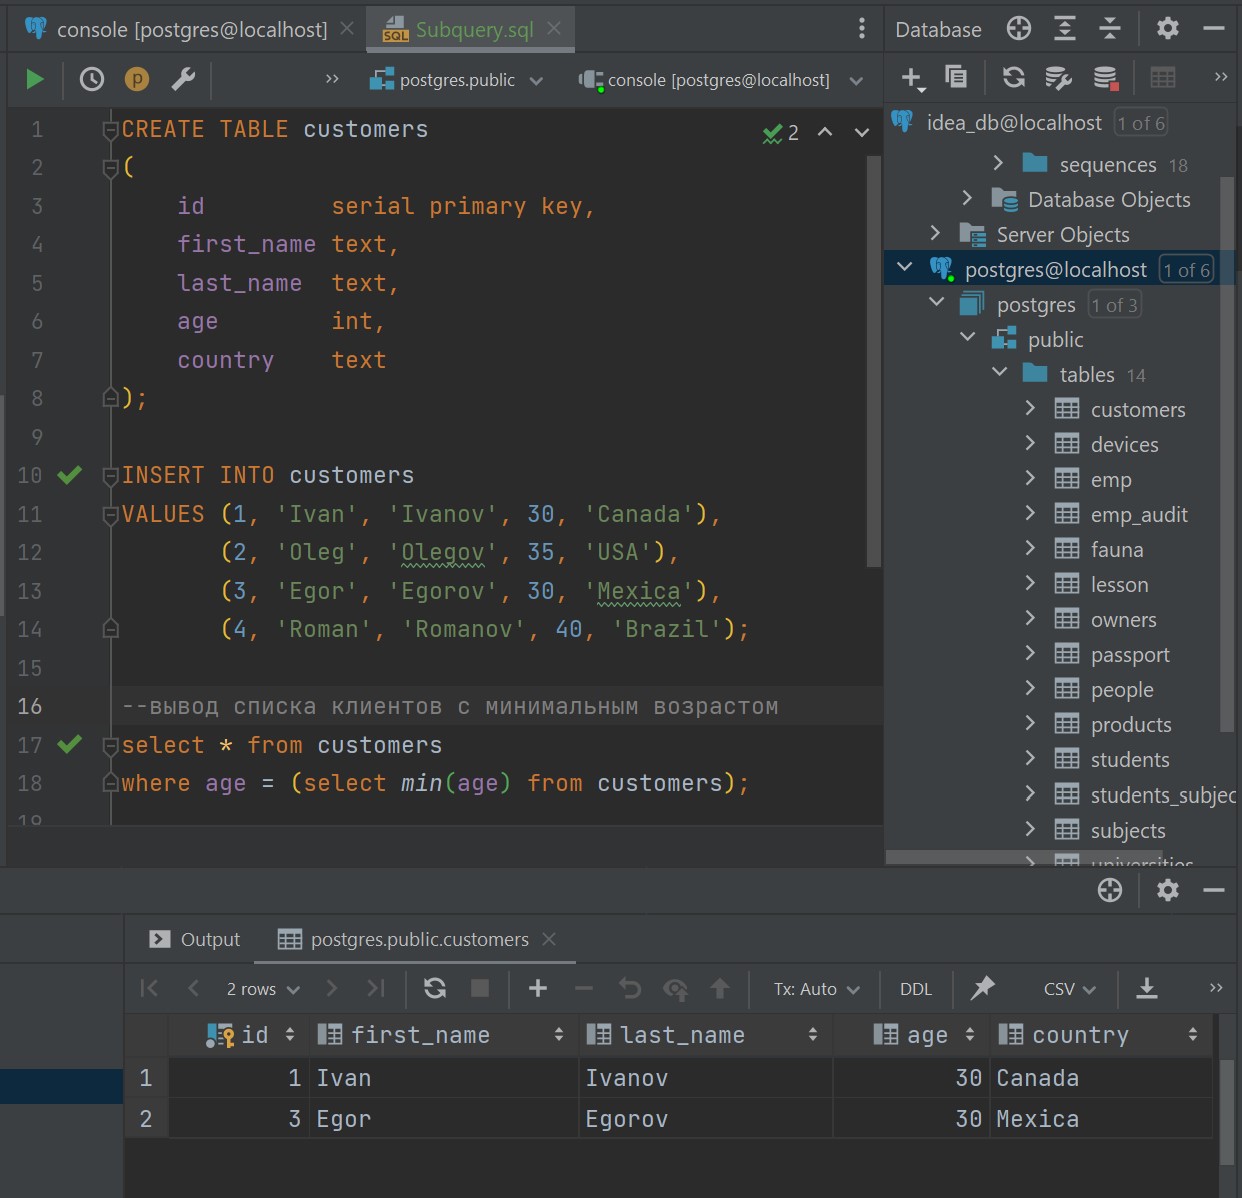 console [postgres@localhost]
Subquery.sql
Database
postgres.public
console [postgres@localhost]
2
1 CREATE TABLE customers
2 (
3 id serial primary key,
4 first_name text,
5 last_name text,
6 age int,
7 country text
8 );
9
10 INSERT INTO customers
11 VALUES (1, 'Ivan', 'Ivanov', 30, 'Canada'),
12 (2, 'Oleg', 'Olegov', 35, 'USA'),
13 (3, 'Egor', 'Egorov', 30, 'Mexica'),
14 (4, 'Roman', 'Romanov', 40, 'Brazil');
15
16 --вывод списка клиентов с минимальным возрастом
17 select * from customers
18 where age = (select min(age) from customers);
19
idea_db@localhost 1 of 6
sequences 18
Database Objects
Server Objects
postgres@localhost 1 of 6
postgres 1 of 3
public
tables 14
customers
devices
emp
emp_audit
fauna
lesson
owners
passport
people
products
students
students_subjec
subjects
universities
Output
postgres.public.customers
2 rows
Tx: Auto
DDL
CSV
id first_name last_name age country
1 1 Ivan Ivanov 30 Canada
2 3 Egor Egorov 30 Mexica